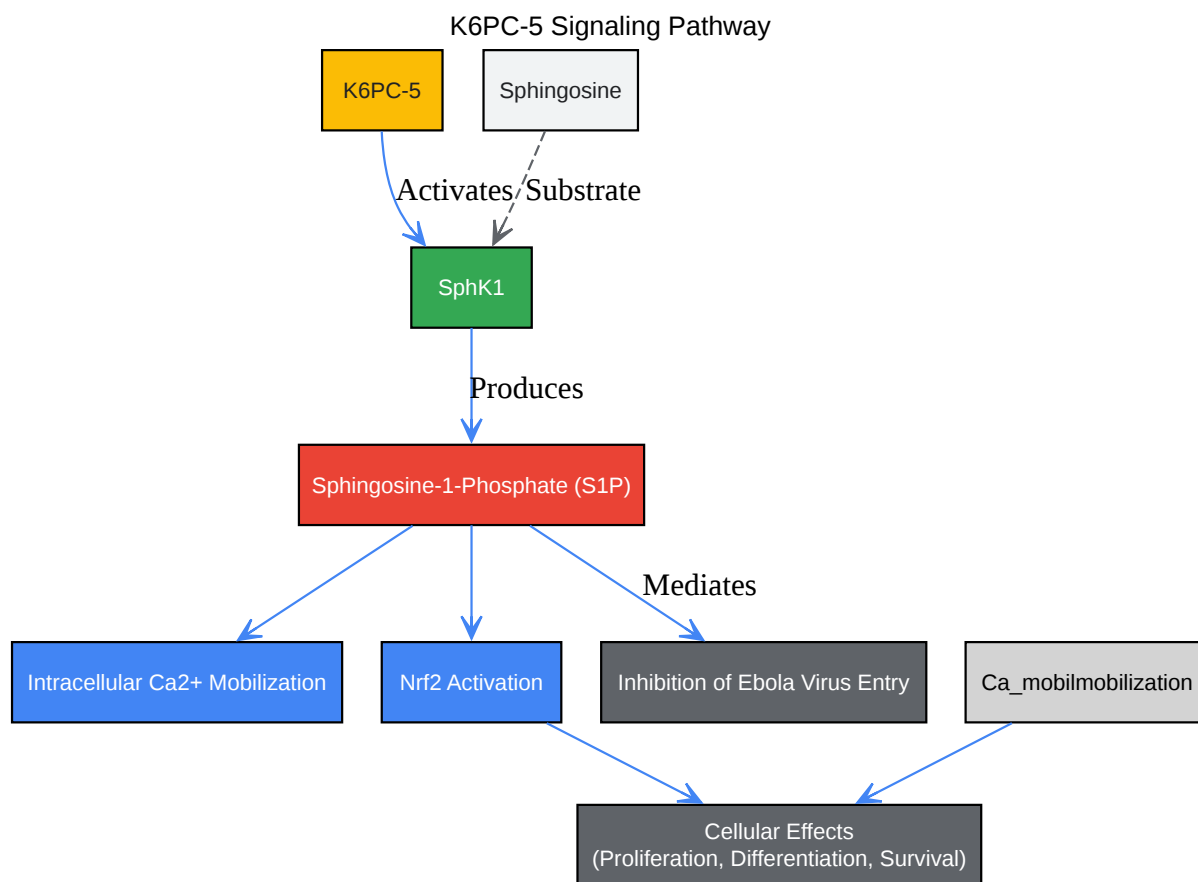 K6PC-5 Signaling Pathway
K6PC-5
Sphingosine
Activates
Substrate
SphK1
Produces
Sphingosine-1-Phosphate (S1P)
Mediates
Intracellular Ca2+ Mobilization
Nrf2 Activation
Inhibition of Ebola Virus Entry
Ca_mobilmobilization
Cellular Effects
(Proliferation, Differentiation, Survival)